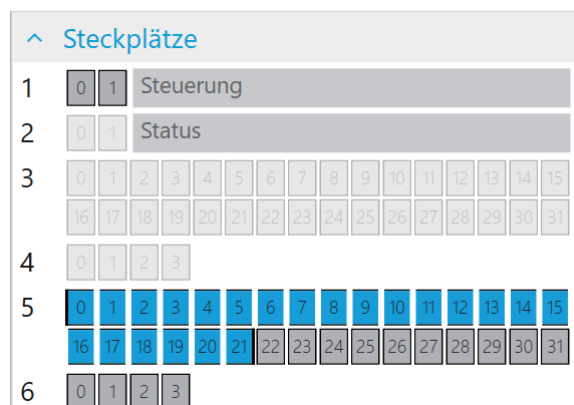 Steckplätze
1 0 1 Steuerung
2 0 1 Status
3 0 1 2 3 4 5 6 7 8 9 10 11 12 13 14 15
16 17 18 19 20 21 22 23 24 25 26 27 28 29 30 31
4 0 1 2 3
5 0 1 2 3 4 5 6 7 8 9 10 11 12 13 14 15
16 17 18 19 20 21 22 23 24 25 26 27 28 29 30 31
6 0 1 2 3